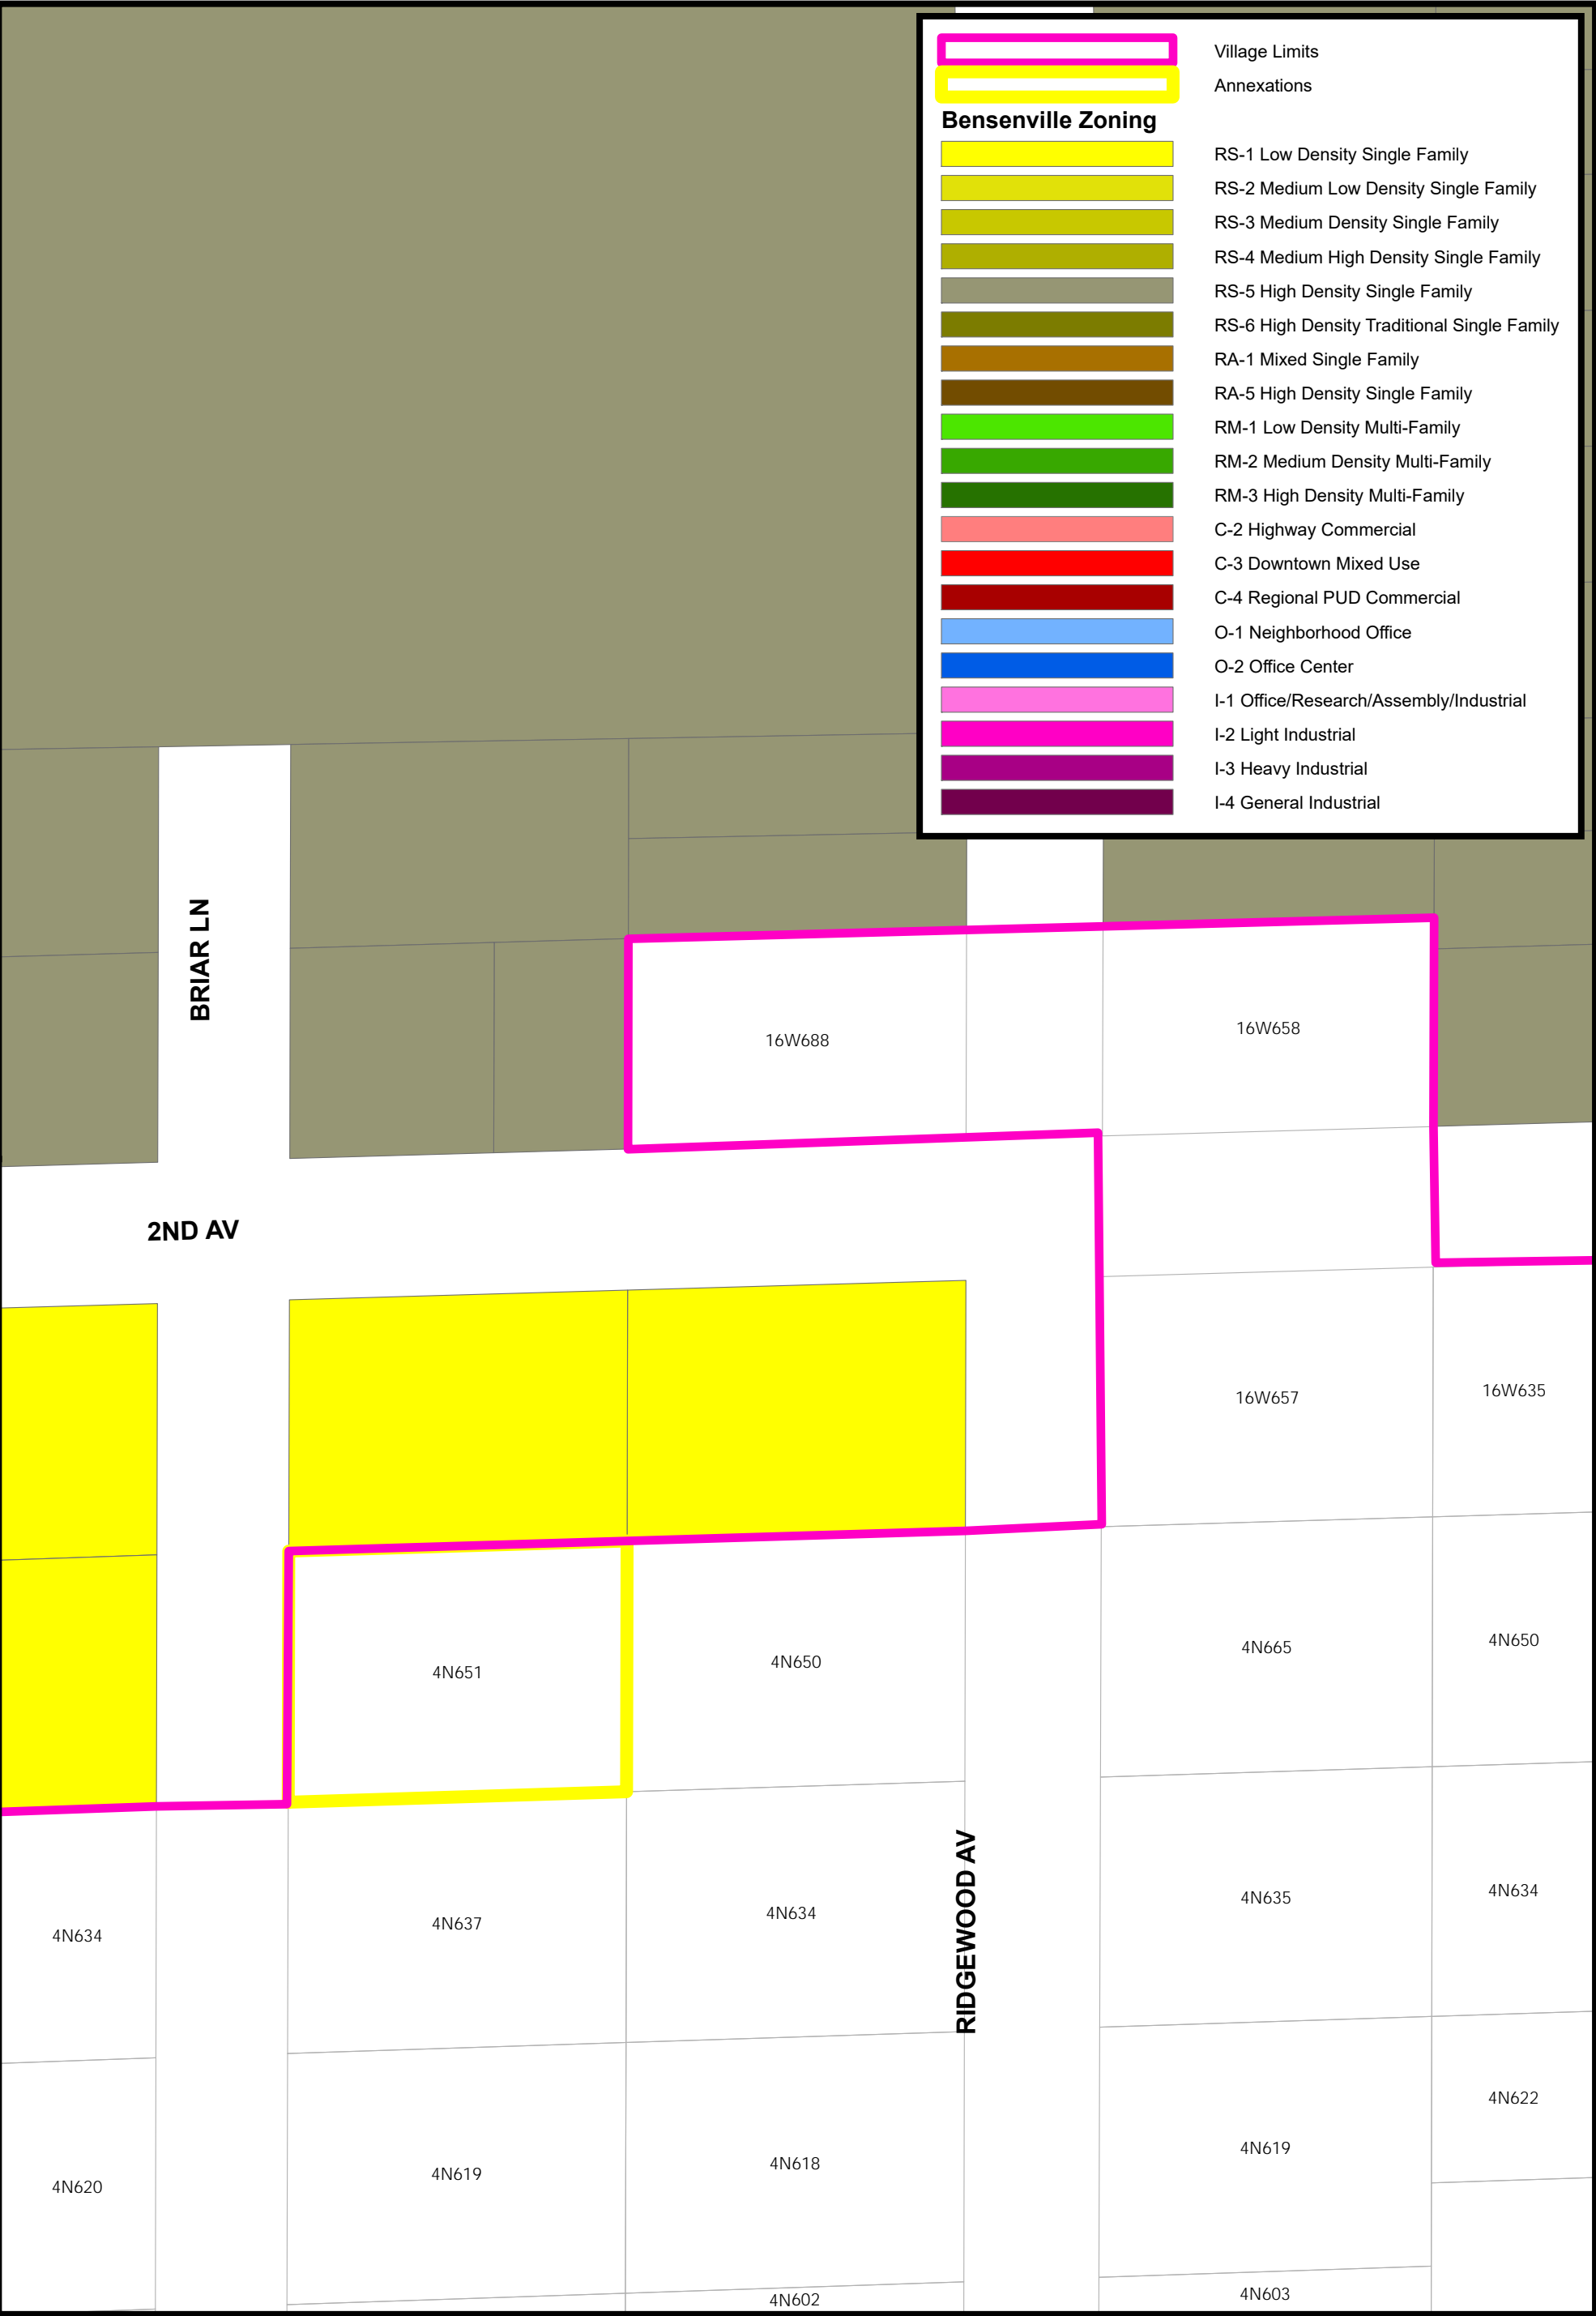 Village Limits
Annexations
Bensenville Zoning
RS-1 Low Density Single Family
RS-2 Medium Low Density Single Family
RS-3 Medium Density Single Family
RS-4 Medium High Density Single Family
RS-5 High Density Single Family
RS-6 High Density Traditional Single Family
RA-1 Mixed Single Family
RA-5 High Density Single Family
RM-1 Low Density Multi-Family
RM-2 Medium Density Multi-Family
RM-3 High Density Multi-Family
C-2 Highway Commercial
C-3 Downtown Mixed Use
C-4 Regional PUD Commercial
O-1 Neighborhood Office
O-2 Office Center
I-1 Office/Research/Assembly/Industrial
I-2 Light Industrial
I-3 Heavy Industrial
I-4 General Industrial
BRIAR LN
16W688
16W658
2ND AV
16W657
16W635
4N651
4N650
4N665
4N650
RIDGEWOOD AV
4N634
4N637
4N634
4N635
4N634
4N620
4N619
4N618
4N619
4N622
4N602
4N603